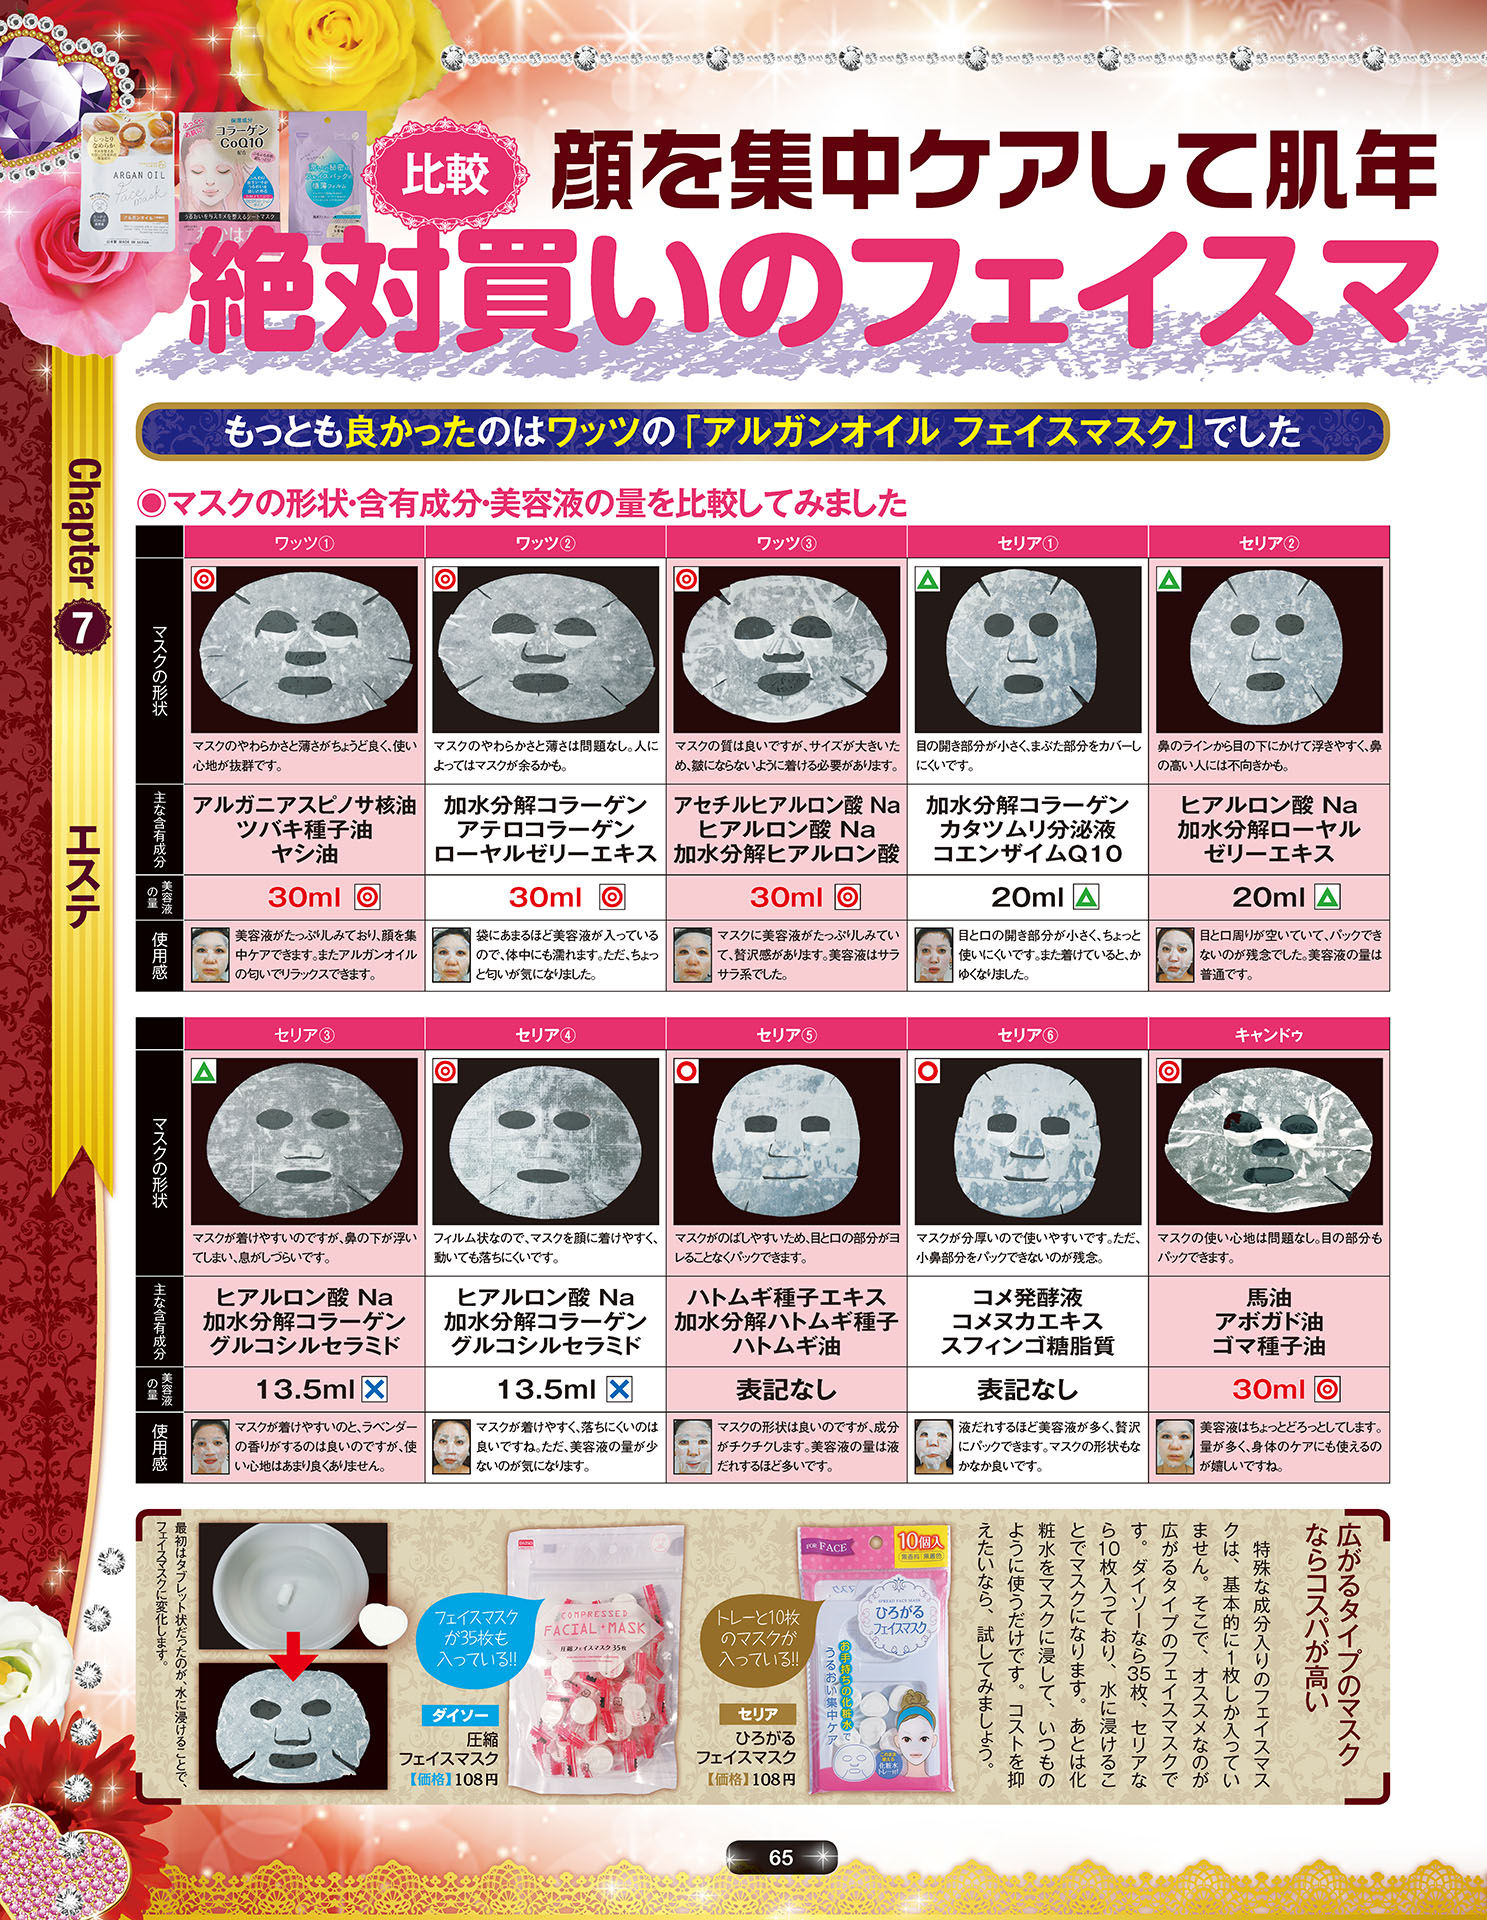 比較
顔を集中ケアして肌年
絶対買いのフェイスマ
しっとり
なめらか
ARGAN OIL
face mask
アルガンオイル
保湿成分
コラーゲン
CoQ10
配合
うるおいを与えキメを整えるシートマスク
もっとも良かったのはワッツの「アルガンオイル フェイスマスク」でした
Chapter
7
エステ
◉マスクの形状・含有成分・美容液の量を比較してみました
ワッツ① ワッツ② ワッツ③ セリア① セリア②
マスクの形状
マスクのやわらかさと薄さがちょうど良く、使い
心地が抜群です。
マスクのやわらかさと薄さは問題なし。人に
よってはマスクが余るかも。
マスクの質は良いですが、サイズが大きいた
め、皺にならないように着ける必要があります。
目の開き部分が小さく、まぶた部分をカバーし
にくいです。
鼻のラインから目の下にかけて浮きやすく、鼻
の高い人には不向きかも。
主な含有成分
アルガニアスピノサ核油
ツバキ種子油
ヤシ油
加水分解コラーゲン
アテロコラーゲン
ローヤルゼリーエキス
アセチルヒアルロン酸 Na
ヒアルロン酸 Na
加水分解ヒアルロン酸
加水分解コラーゲン
カタツムリ分泌液
コエンザイムQ10
ヒアルロン酸 Na
加水分解ローヤル
ゼリーエキス
美容液の量
30ml ◎
30ml ◎
30ml ◎
20ml △
20ml △
使用感
美容液がたっぷりしみており、顔を集
中ケアできます。またアルガンオイル
の匂いでリラックスできます。
袋にあまるほど美容液が入っている
ので、体中にも濡れます。ただ、ちょっ
と匂いが気になりました。
マスクに美容液がたっぷりしみてい
て、贅沢感があります。美容液はサラ
サラ系でした。
目と口の開き部分が小さく、ちょっと
使いにくいです。また着けていると、か
ゆくなりました。
目と口周りが空いていて、パックでき
ないのが残念でした。美容液の量は
普通です。
セリア③ セリア④ セリア⑤ セリア⑥ キャンドゥ
マスクの形状
マスクが着けやすいのですが、鼻の下が浮い
てしまい、息がしづらいです。
フィルム状なので、マスクを顔に着けやすく、
動いても落ちにくいです。
マスクがのばしやすいため、目と口の部分がヨ
レることなくパックできます。
マスクが分厚いので使いやすいです。ただ、
小鼻部分をパックできないのが残念。
マスクの使い心地は問題なし。目の部分も
パックできます。
主な含有成分
ヒアルロン酸 Na
加水分解コラーゲン
グルコシルセラミド
ヒアルロン酸 Na
加水分解コラーゲン
グルコシルセラミド
ハトムギ種子エキス
加水分解ハトムギ種子
ハトムギ油
コメ発酵液
コメヌカエキス
スフィンゴ糖脂質
馬油
アボガド油
ゴマ種子油
美容液の量
13.5ml ×
13.5ml ×
表記なし
表記なし
30ml ◎
使用感
マスクが着けやすいのと、ラベンダー
の香りがするのは良いのですが、使
い心地はあまり良くありません。
マスクが着けやすく、落ちにくいのは
良いですね。ただ、美容液の量が少
ないのが気になります。
マスクの形状は良いのですが、成分
がチクチクします。美容液の量は液
だれするほど多いです。
液だれするほど美容液が多く、贅沢
にパックできます。マスクの形状もな
かなか良いです。
美容液はちょっとどろっとしてします。
量が多く、身体のケアにも使えるの
が嬉しいですね。
広がるタイプのマスク
ならコスパが高い
特殊な成分入りのフェイスマス
クは、基本的に1枚しか入ってい
ません。そこで、オススメなのが
広がるタイプのフェイスマスクで
す。ダイソーなら35枚、セリアな
ら10枚入っており、水に浸けるこ
とでマスクになります。あとは化
粧水をマスクに浸して、いつもの
ように使うだけです。コストを抑
えたいなら、試してみましょう。
FOR FACE
10個入
無香料 無着色
SPREAD FACE MASK
ひろがる
フェイスマスク
お手持ちの化粧水で
うるおい集中ケア
化粧水
トレー付
トレーと10枚
のマスクが
入っている!!
セリア
ひろがる
フェイスマスク
【価格】108円
COMPRESSED
FACIAL MASK
圧縮フェイスマスク 35枚
フェイスマスク
が35枚も
入っている!!
ダイソー
圧縮
フェイスマスク
【価格】108円
最初はタブレット状だったのが、水に浸けることで、
フェイスマスクに変化します。
65